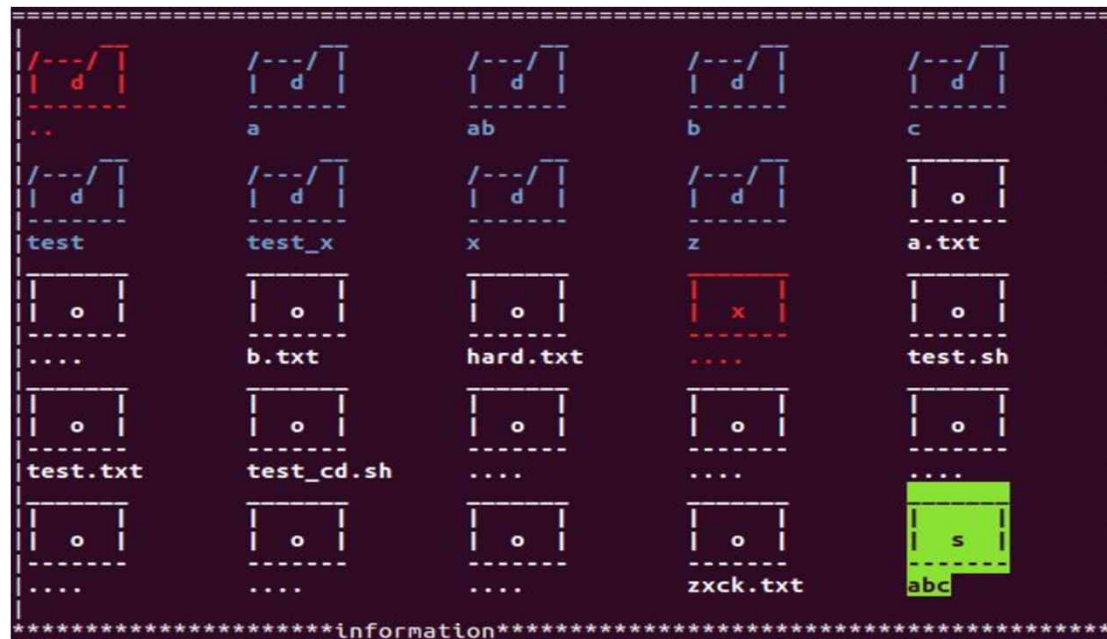 d d d d d
.. a ab b c
d d d d o
test test_x x z a.txt
o o o x o
.... b.txt hard.txt .... test.sh
o o o o o
test.txt test_cd.sh .... .... ....
o o o o s
.... .... .... zxck.txt abc
information